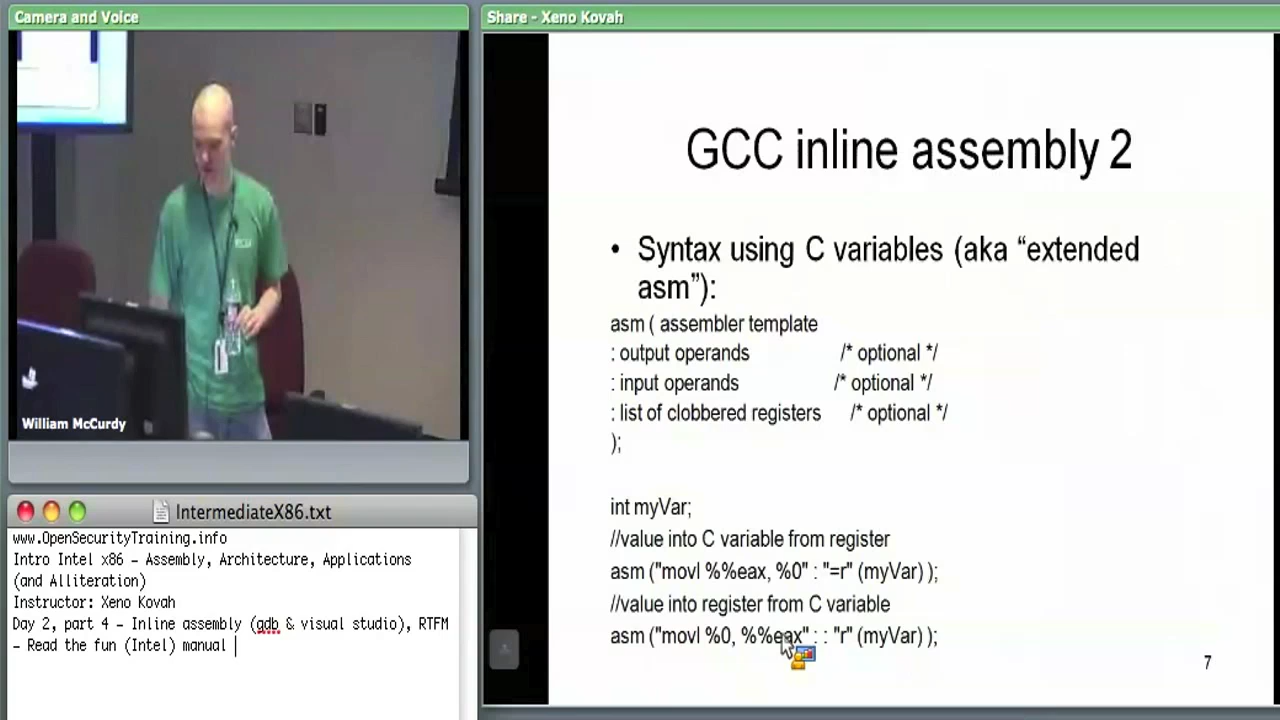 Camera and Voice
William McCurdy
IntermediateX86.txt
www.OpenSecurityTraining.info
Intro Intel x86 – Assembly, Architecture, Applications
(and Alliteration)
Instructor: Xeno Kovah
Day 2, part 4 – Inline assembly (gdb & visual studio), RTFM
– Read the fun (Intel) manual
Share - Xeno Kovah
GCC inline assembly 2
• Syntax using C variables (aka “extended
asm”):
asm ( assembler template
: output operands /* optional */
: input operands /* optional */
: list of clobbered registers /* optional */
);
int myVar;
//value into C variable from register
asm ("movl %%eax, %0" : "=r" (myVar) );
//value into register from C variable
asm ("movl %0, %%eax" : : "r" (myVar) );
7